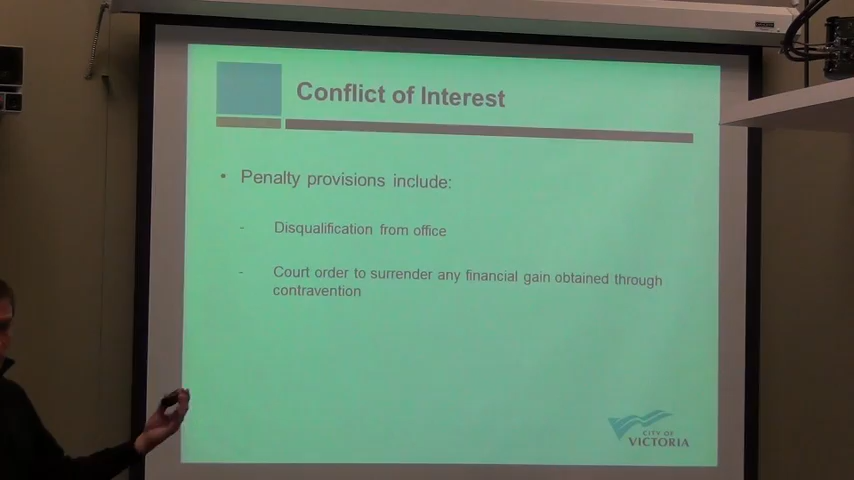 Conflict of Interest
• Penalty provisions include:
- Disqualification from office
- Court order to surrender any financial gain obtained through
contravention
CITY OF
VICTORIA